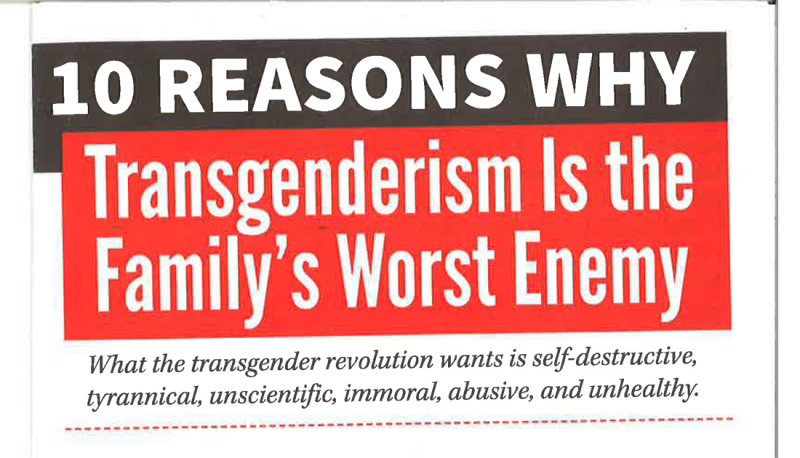 10 REASONS WHY
Transgenderism Is the
Family's Worst Enemy
What the transgender revolution wants is self-destructive,
tyrannical, unscientific, immoral, abusive, and unhealthy.